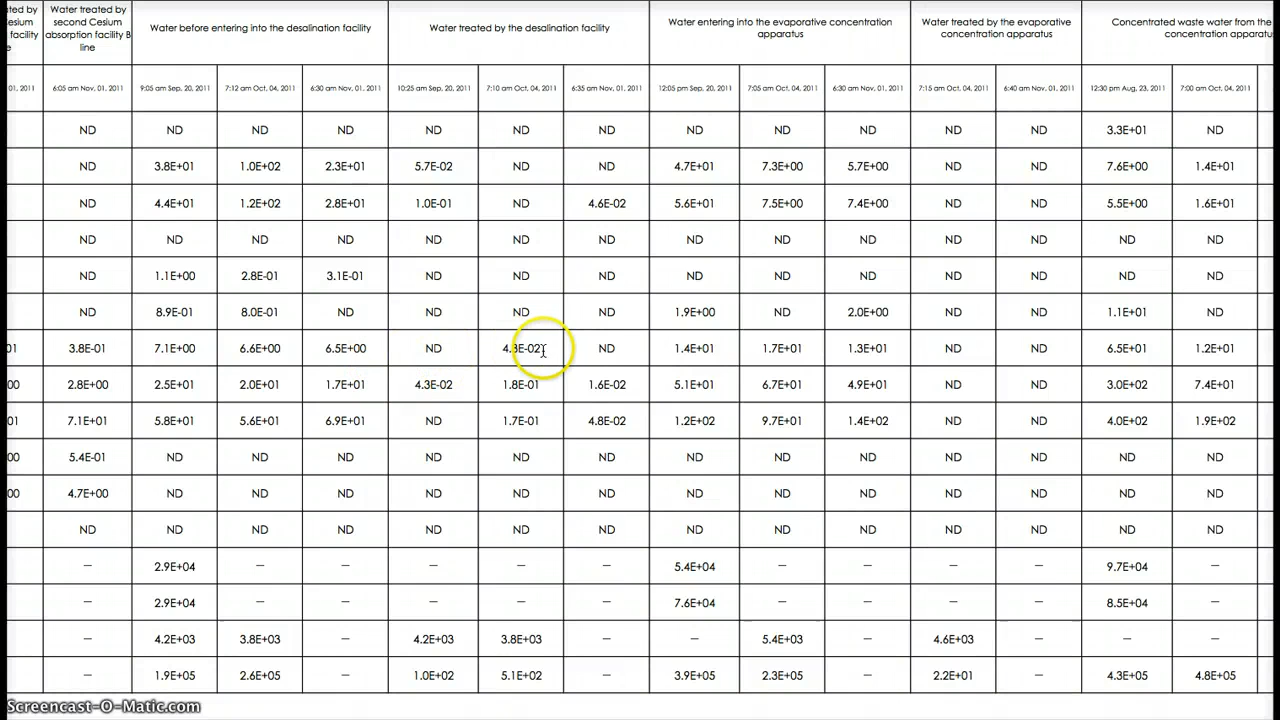 ated by
esium
facility
e
Water treated by
second Cesium
absorption facility B
line
Water before entering into the desalination facility
Water treated by the desalination facility
Water entering into the evaporative concentration
apparatus
Water treated by the evaporative
concentration apparatus
Concentrated waste water from the
concentration apparatu
01, 2011 6:05 am Nov, 01, 2011 9:05 am Sep, 20, 2011 7:12 am Oct, 04, 2011 6:30 am Nov, 01, 2011 10:25 am Sep, 20, 2011 7:10 am Oct, 04, 2011 6:35 am Nov, 01, 2011 12:05 pm Sep, 20, 2011 7:05 am Oct, 04, 2011 6:30 am Nov, 01, 2011 7:15 am Oct, 04, 2011 6:40 am Nov, 01, 2011 12:30 pm Aug, 23, 2011 7:00 am Oct, 04, 2011
ND ND ND ND ND ND ND ND ND ND ND ND 3.3E+01 ND
ND 3.8E+01 1.0E+02 2.3E+01 5.7E-02 ND ND 4.7E+01 7.3E+00 5.7E+00 ND ND 7.6E+00 1.4E+01
ND 4.4E+01 1.2E+02 2.8E+01 1.0E-01 ND 4.6E-02 5.6E+01 7.5E+00 7.4E+00 ND ND 5.5E+00 1.6E+01
ND ND ND ND ND ND ND ND ND ND ND ND ND ND
ND 1.1E+00 2.8E-01 3.1E-01 ND ND ND ND ND ND ND ND ND ND
ND 8.9E-01 8.0E-01 ND ND ND ND 1.9E+00 ND 2.0E+00 ND ND 1.1E+01 ND
01 3.8E-01 7.1E+00 6.6E+00 6.5E+00 ND ND 1.4E+01 1.7E+01 1.3E+01 ND ND 6.5E+01 1.2E+01
00 2.8E+00 2.5E+01 2.0E+01 1.7E+01 4.3E-02 1.8E-01 1.6E-02 5.1E+01 6.7E+01 4.9E+01 ND ND 3.0E+02 7.4E+01
01 7.1E+01 5.8E+01 5.6E+01 6.9E+01 ND 1.7E-01 4.8E-02 1.2E+02 9.7E+01 1.4E+02 ND ND 4.0E+02 1.9E+02
00 5.4E-01 ND ND ND ND ND ND ND ND ND ND ND ND ND
00 4.7E+00 ND ND ND ND ND ND ND ND ND ND ND ND ND
ND ND ND ND ND ND ND ND ND ND ND ND ND ND
— 2.9E+04 — — — — — 5.4E+04 — — — — 9.7E+04 —
— 2.9E+04 — — — — — 7.6E+04 — — — — 8.5E+04 —
— 4.2E+03 3.8E+03 — 4.2E+03 3.8E+03 — — 5.4E+03 — 4.6E+03 — — —
— 1.9E+05 2.6E+05 — 1.0E+02 5.1E+02 — 3.9E+05 2.3E+05 — 2.2E+01 — 4.3E+05 4.8E+05
Screencast-O-Matic.com